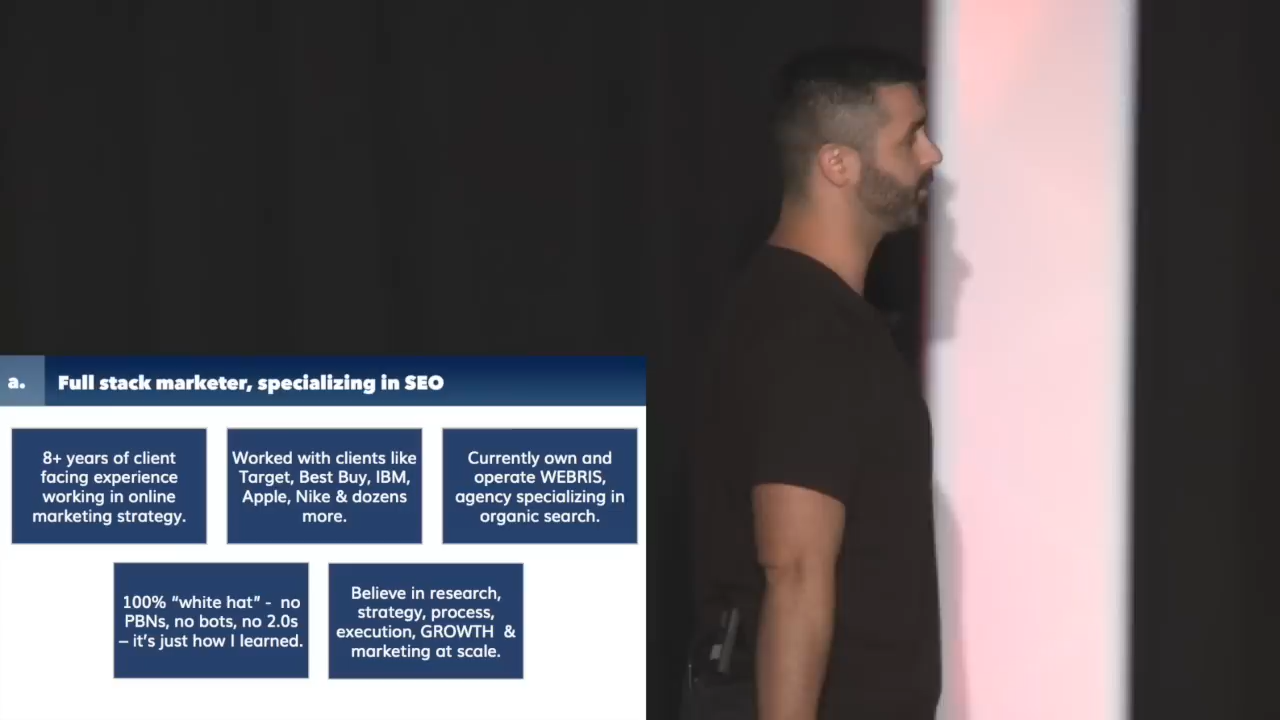 a.
Full stack marketer, specializing in SEO
8+ years of client
facing experience
working in online
marketing strategy.
Worked with clients like
Target, Best Buy, IBM,
Apple, Nike & dozens
more.
Currently own and
operate WEBRIS,
agency specializing in
organic search.
100% “white hat” - no
PBNs, no bots, no 2.0s
– it’s just how I learned.
Believe in research,
strategy, process,
execution, GROWTH &
marketing at scale.